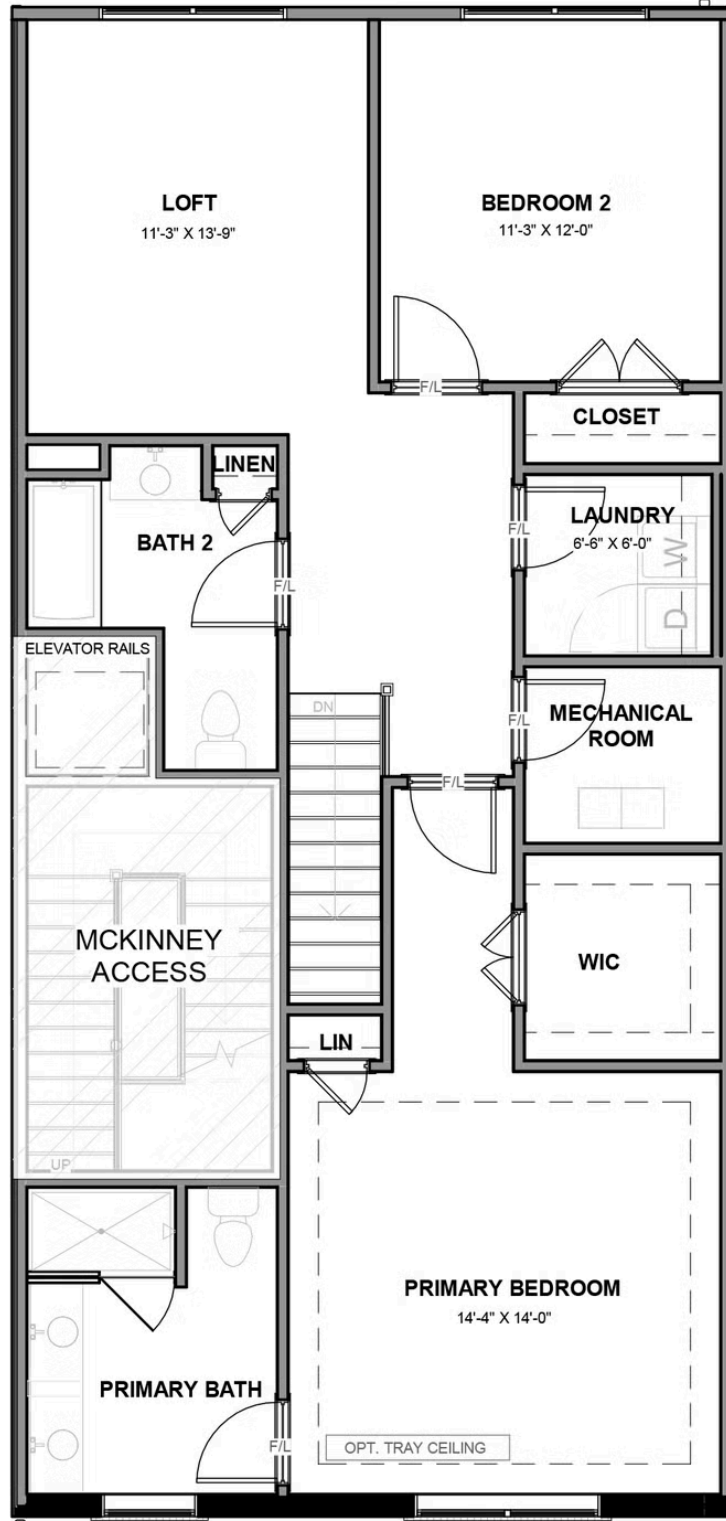 LOFT
11'-3" X 13'-9"
BEDROOM 2
11'-3" X 12'-0"
F/L
CLOSET
LINEN
BATH 2
F/L
LAUNDRY
6'-6" X 6'-0"
F/L
W
D
ELEVATOR RAILS
DN
F/L
MECHANICAL
ROOM
F/L
MCKINNEY
ACCESS
WIC
LIN
UP
PRIMARY BEDROOM
14'-4" X 14'-0"
PRIMARY BATH
F/L
OPT. TRAY CEILING